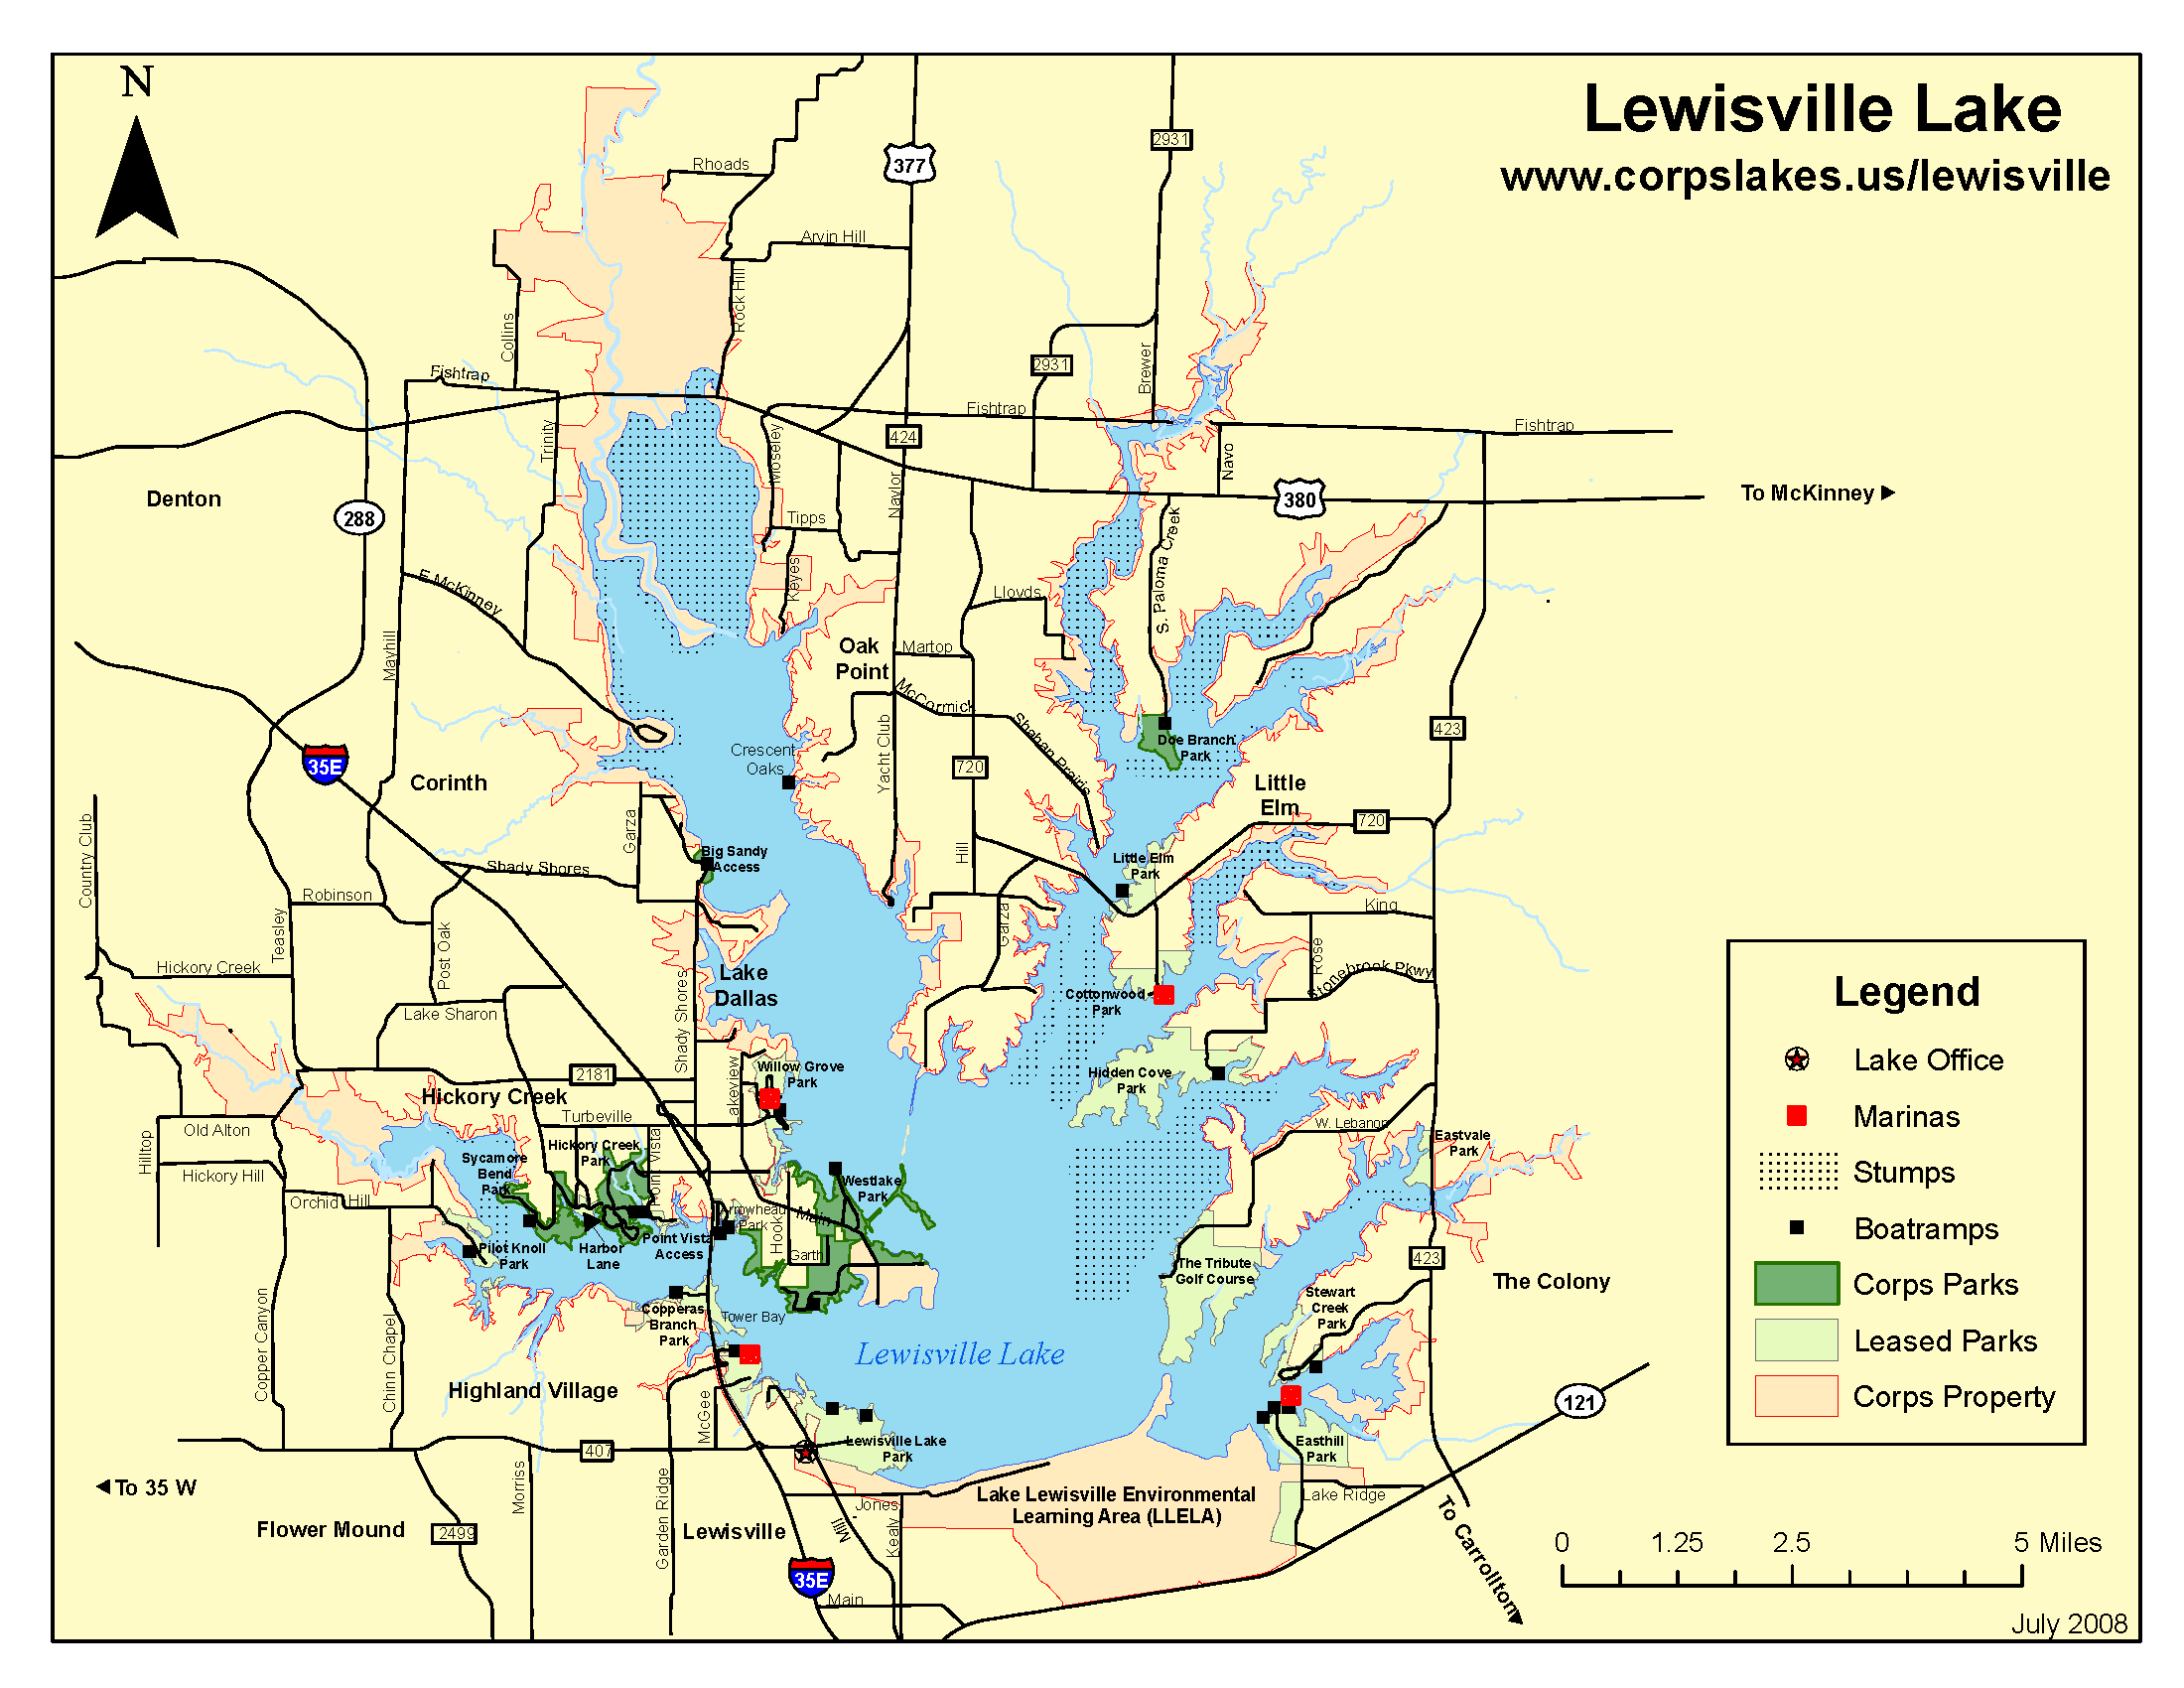 N
Lewisville Lake
www.corpslakes.us/lewisville
2931
377
Rhoads
Arvin Hill
Rock Hill
Collins
2931
Brewer
Fishtrap
Fishtrap
Fishtrap
Trinity
Moseley
424
Navo
Naylor
Denton
288
380
To McKinney
Tipps
S. Paloma Creek
E McKinney
Keyes
Lloyds
Mayhill
Oak
Point
Martop
McCormick
Shahan Prairie
423
Doe Branch
Park
Crescent
Oaks
Yacht Club
720
35E
Corinth
Little
Elm
720
Garza
Country Club
Big Sandy
Access
Hill
Little Elm
Park
Shady Shores
Robinson
King
Teasley
Post Oak
Garza
Rose
Hickory Creek
Stonebrook Pkwy
Lake
Dallas
Cottonwood
Park
Lake Sharon
Shady Shores
Legend
Lake Office
Marinas
Stumps
Boatramps
Corps Parks
Leased Parks
Corps Property
2181
Lakeview
Willow Grove
Park
Hidden Cove
Park
Hickory Creek
Turbeville
W. Lebanon
Old Alton
Hilltop
Hickory Creek
Park
Point Vista
Eastvale
Park
Sycamore
Bend
Park
Hickory Hill
Westlake
Park
Orchid Hill
Arrowhead
Park
Main
Hook
Garth
Pilot Knoll
Park
Harbor
Lane
Point Vista
Access
423
The Tribute
Golf Course
The Colony
Stewart
Creek
Park
Copper Canyon
Chinn Chapel
Copperas
Branch
Park
Tower Bay
Lewisville Lake
Highland Village
McGee
121
407
Lewisville Lake
Park
Easthill
Park
To 35 W
Morriss
Garden Ridge
Lake Lewisville Environmental
Learning Area (LLELA)
Lake Ridge
Jones
Mill
Kealy
Flower Mound
2499
Lewisville
To Carrollton
0 1.25 2.5 5 Miles
35E
Main
July 2008